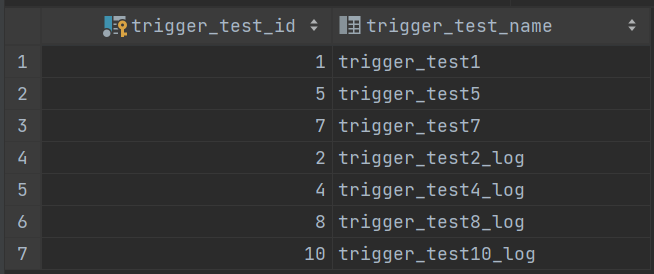 trigger_test_id trigger_test_name
1 1 trigger_test1
2 5 trigger_test5
3 7 trigger_test7
4 2 trigger_test2_log
5 4 trigger_test4_log
6 8 trigger_test8_log
7 10 trigger_test10_log